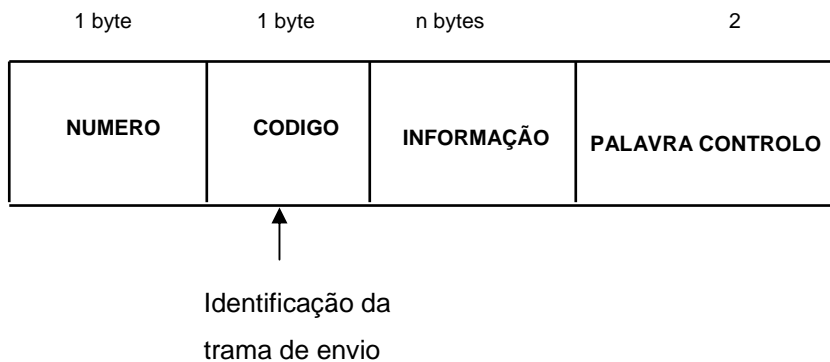 1 byte 1 byte n bytes 2
NUMERO CODIGO INFORMAÇÃO PALAVRA CONTROLO
Identificação da
trama de envio